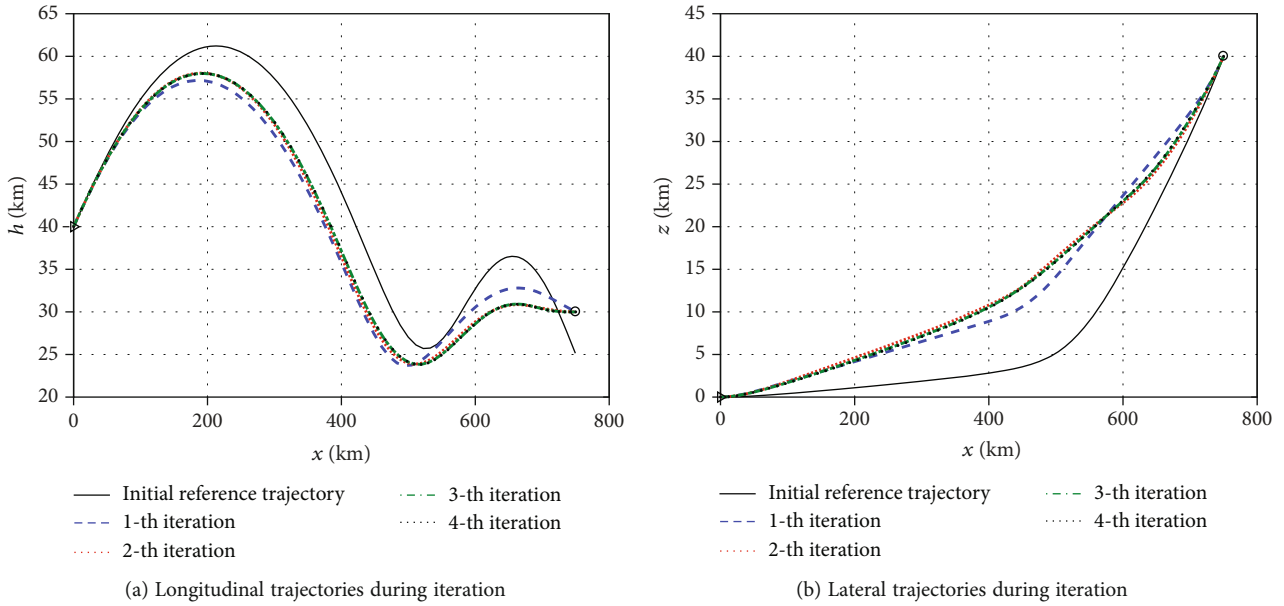 65
60
55
50
45
40
35
30
25
20
h (km)
0
200
400
600
800
x (km)
Initial reference trajectory
1-th iteration
2-th iteration
3-th iteration
4-th iteration
(a) Longitudinal trajectories during iteration
45
40
35
30
25
20
15
10
5
0
z (km)
0
200
400
600
800
x (km)
Initial reference trajectory
1-th iteration
2-th iteration
3-th iteration
4-th iteration
(b) Lateral trajectories during iteration